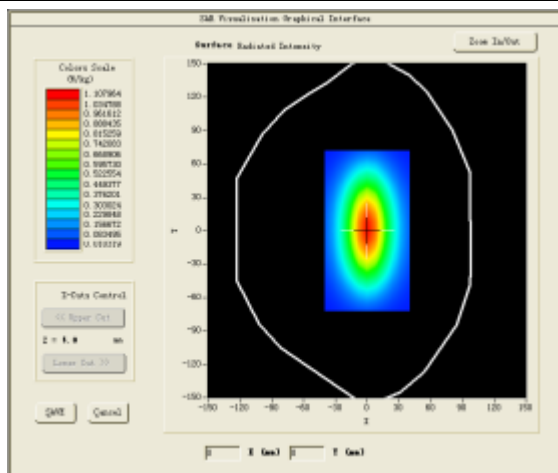 SAR Visualisation Graphical Interface
Surface Radiated Intensity
Zoom In/Out
Colors Scale
(W/kg)
1.107964
1.034788
0.961612
0.888435
0.815259
0.742083
0.668906
0.595730
0.522554
0.449377
0.376201
0.303024
0.229848
0.156672
0.083495
Z-Data Control
<< Upper Cut
Z = mm
Lower Cut >>
SAVE
Cancel
150
120
90
60
30
0
-30
-60
-90
-120
-150
Y
-150 -120 -90 -60 -30 0 30 60 90 120 150
X
X (mm) Y (mm)